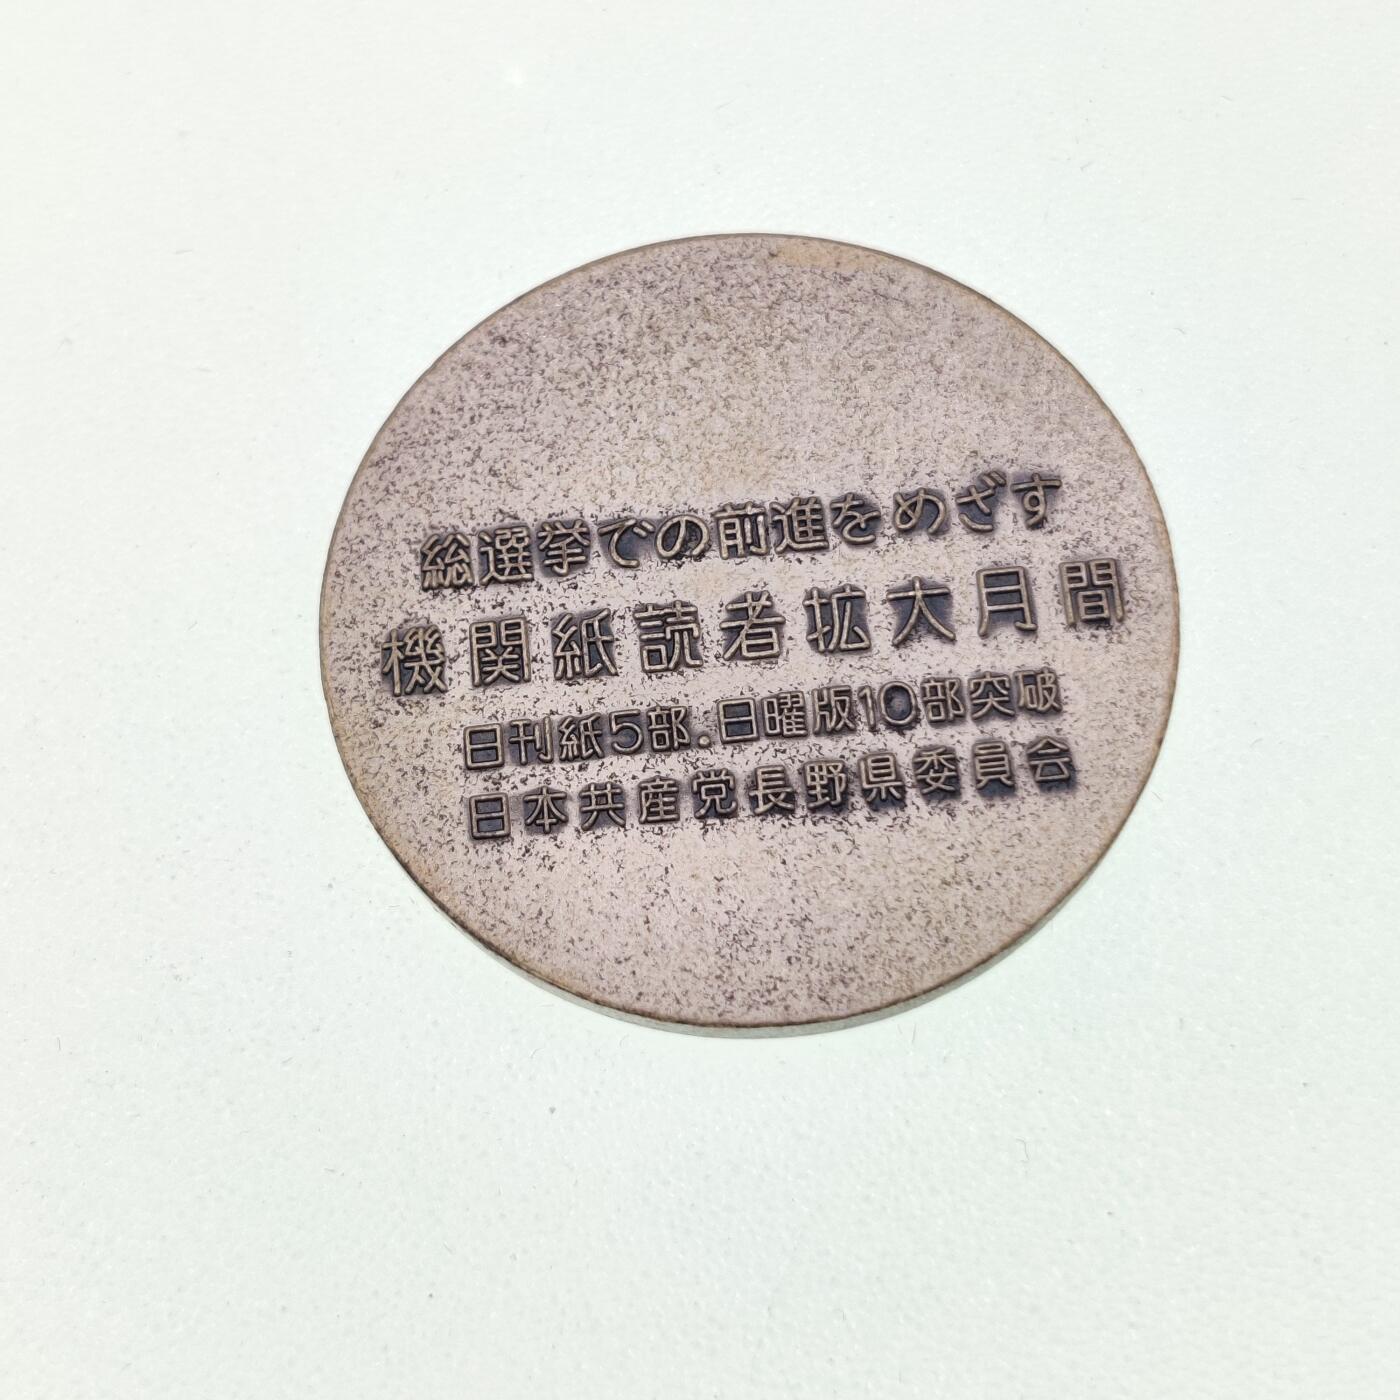 総選挙での前進をめざす
機関紙読者拡大月間
日刊紙5部.日曜版10部突破
日本共産党長野県委員会